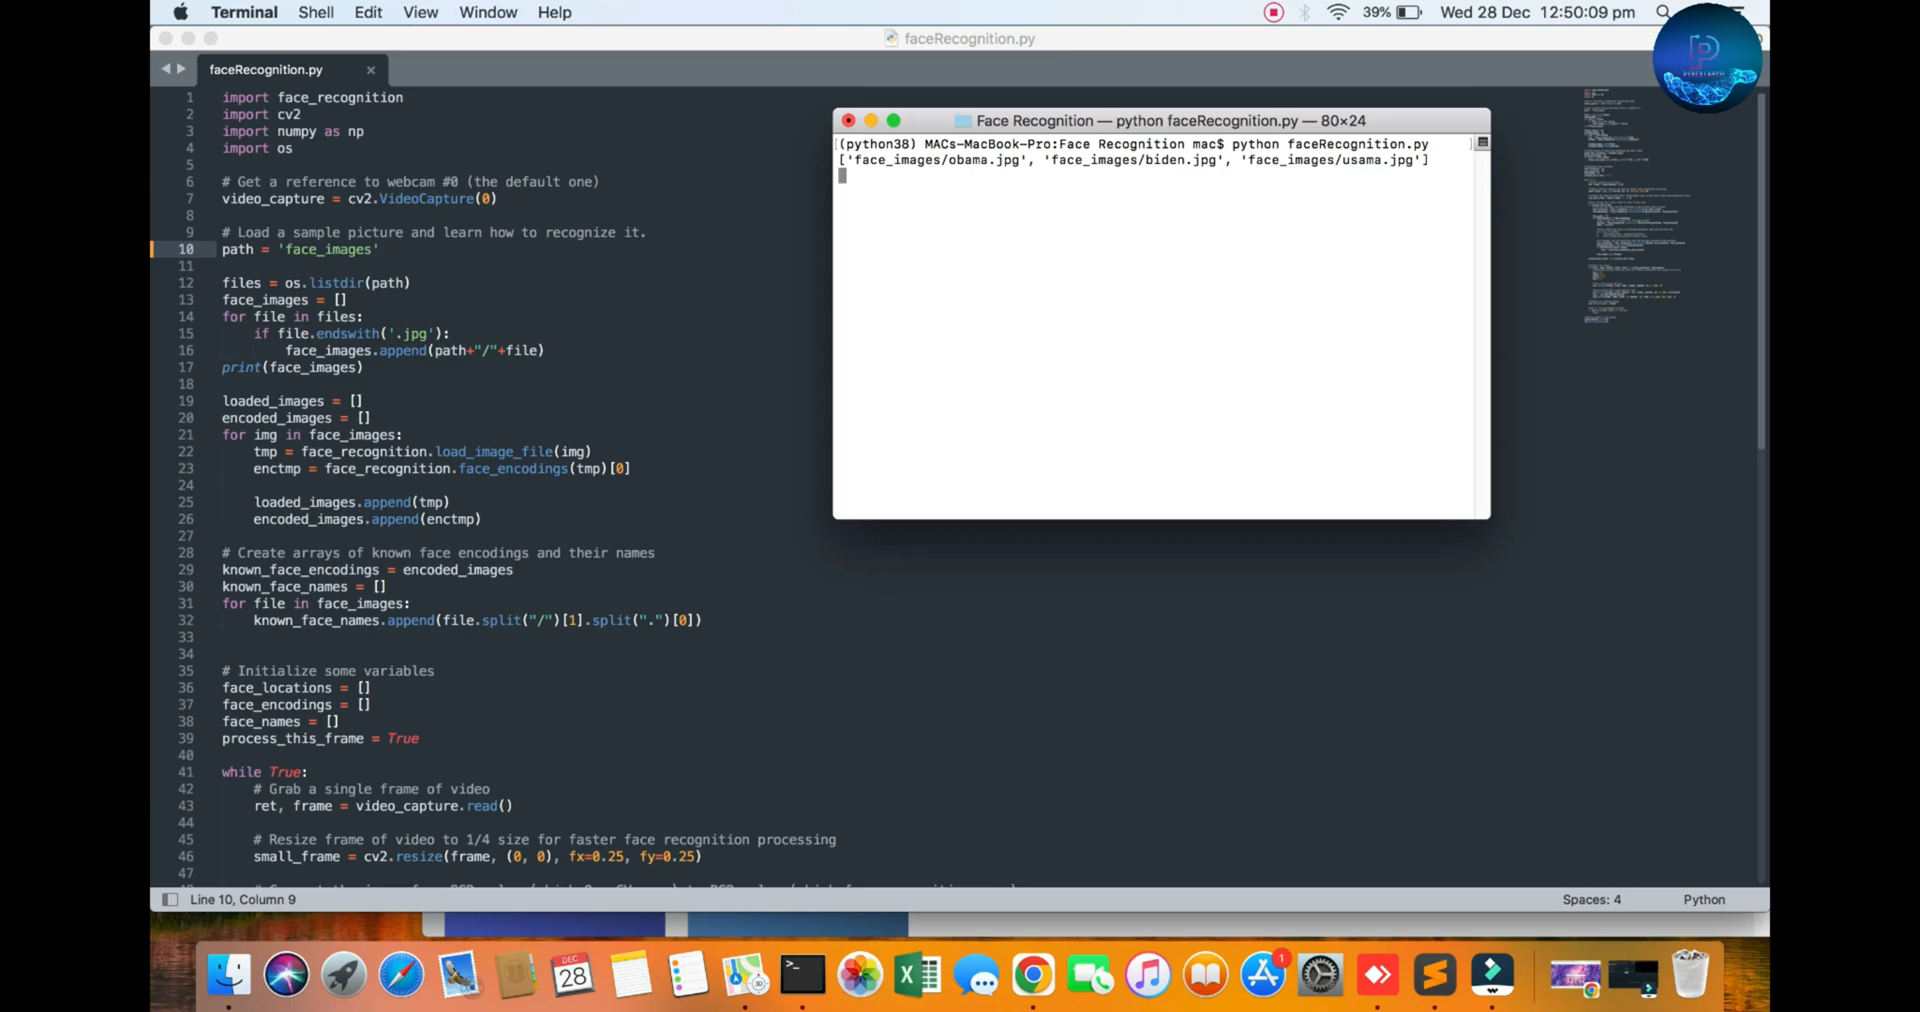 Terminal Shell Edit View Window Help 39% Wed 28 Dec 12:50:09 pm
faceRecognition.py
faceRecognition.py
1 import face_recognition
2 import cv2
3 import numpy as np
4 import os
5
6 # Get a reference to webcam #0 (the default one)
7 video_capture = cv2.VideoCapture(0)
8
9 # Load a sample picture and learn how to recognize it.
10 path = 'face_images'
11
12 files = os.listdir(path)
13 face_images = []
14 for file in files:
15 if file.endswith('.jpg'):
16 face_images.append(path+"/"+file)
17 print(face_images)
18
19 loaded_images = []
20 encoded_images = []
21 for img in face_images:
22 tmp = face_recognition.load_image_file(img)
23 enctmp = face_recognition.face_encodings(tmp)[0]
24
25 loaded_images.append(tmp)
26 encoded_images.append(enctmp)
27
28 # Create arrays of known face encodings and their names
29 known_face_encodings = encoded_images
30 known_face_names = []
31 for file in face_images:
32 known_face_names.append(file.split("/")[1].split(".")[0])
33
34
35 # Initialize some variables
36 face_locations = []
37 face_encodings = []
38 face_names = []
39 process_this_frame = True
40
41 while True:
42 # Grab a single frame of video
43 ret, frame = video_capture.read()
44
45 # Resize frame of video to 1/4 size for faster face recognition processing
46 small_frame = cv2.resize(frame, (0, 0), fx=0.25, fy=0.25)
47
Face Recognition — python faceRecognition.py — 80×24
(python38) MACs-MacBook-Pro:Face Recognition mac$ python faceRecognition.py
['face_images/obama.jpg', 'face_images/biden.jpg', 'face_images/usama.jpg']
Line 10, Column 9 Spaces: 4 Python
DEC
28
1